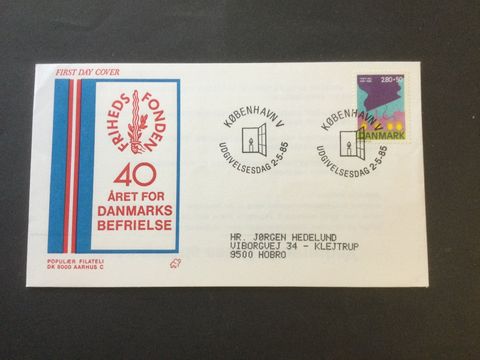 FIRST DAY COVER
FRIHEDS FONDEN
40
ÅRET FOR
DANMARKS
BEFRIELSE
POPULÆR FILATELI
DK 8000 AARHUS C
KØBENHAVN V
UDGIVELSESDAG 2-5-85
KØBENHAVN V
UDGIVELSESDAG 2-5-85
2.80+50
DANMARK
HR. JØRGEN HEDELUND
VIBORGVEJ 34 - KLEJTRUP
9500 HOBRO